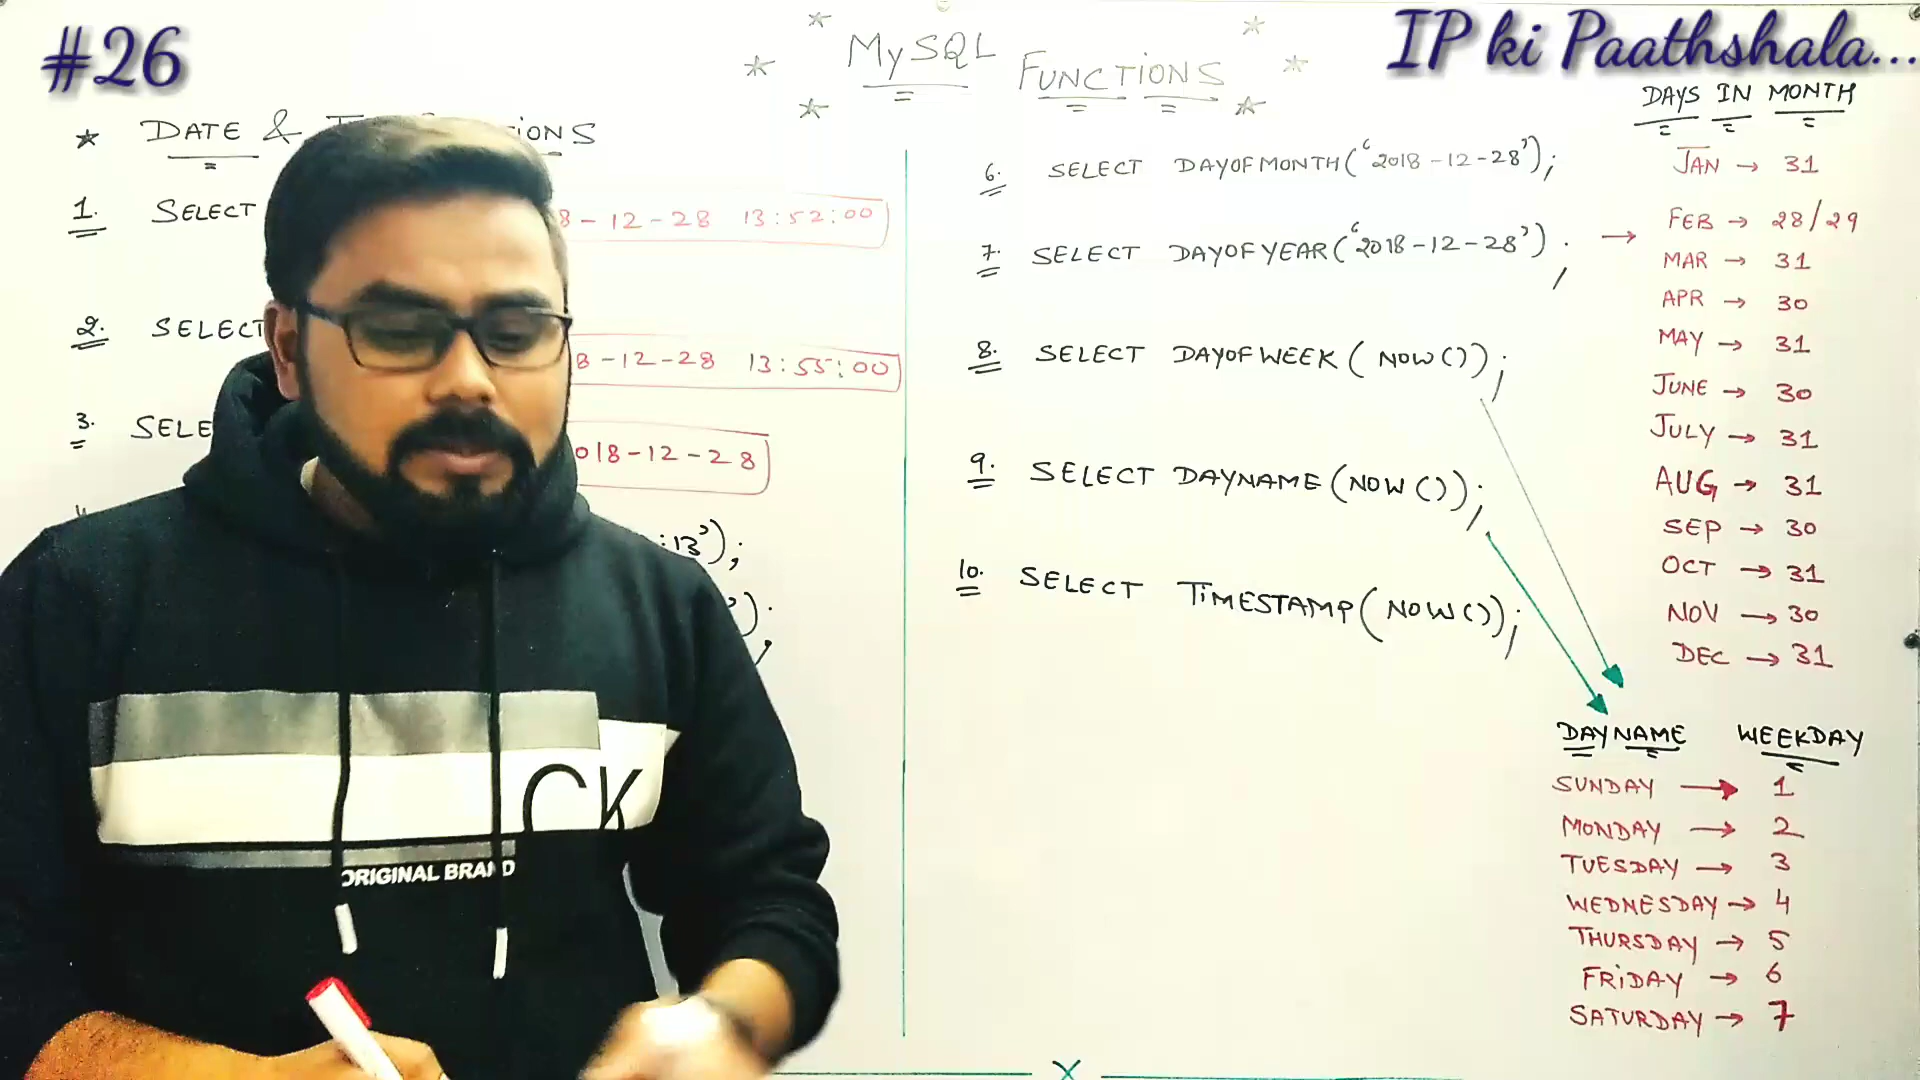 #26
IP ki Paathshala...
MySQL FUNCTIONS
DATE &
1. SELECT
8-12-28 13:52:00
2. SELECT
8-12-28 13:55:00
3. SELE
018-12-28
:13');
');
6. SELECT DAYOFMONTH('2018-12-28');
7. SELECT DAYOFYEAR('2018-12-28');
8. SELECT DAYOFWEEK(NOW());
9. SELECT DAYNAME(NOW());
10. SELECT TIMESTAMP(NOW());
X
DAYS IN MONTH
JAN → 31
→ FEB → 28/29
MAR → 31
APR → 30
MAY → 31
JUNE → 30
JULY → 31
AUG → 31
SEP → 30
OCT → 31
NOV → 30
DEC → 31
DAYNAME WEEKDAY
SUNDAY → 1
MONDAY → 2
TUESDAY → 3
WEDNESDAY → 4
THURSDAY → 5
FRIDAY → 6
SATURDAY → 7
CK
ORIGINAL BRAND